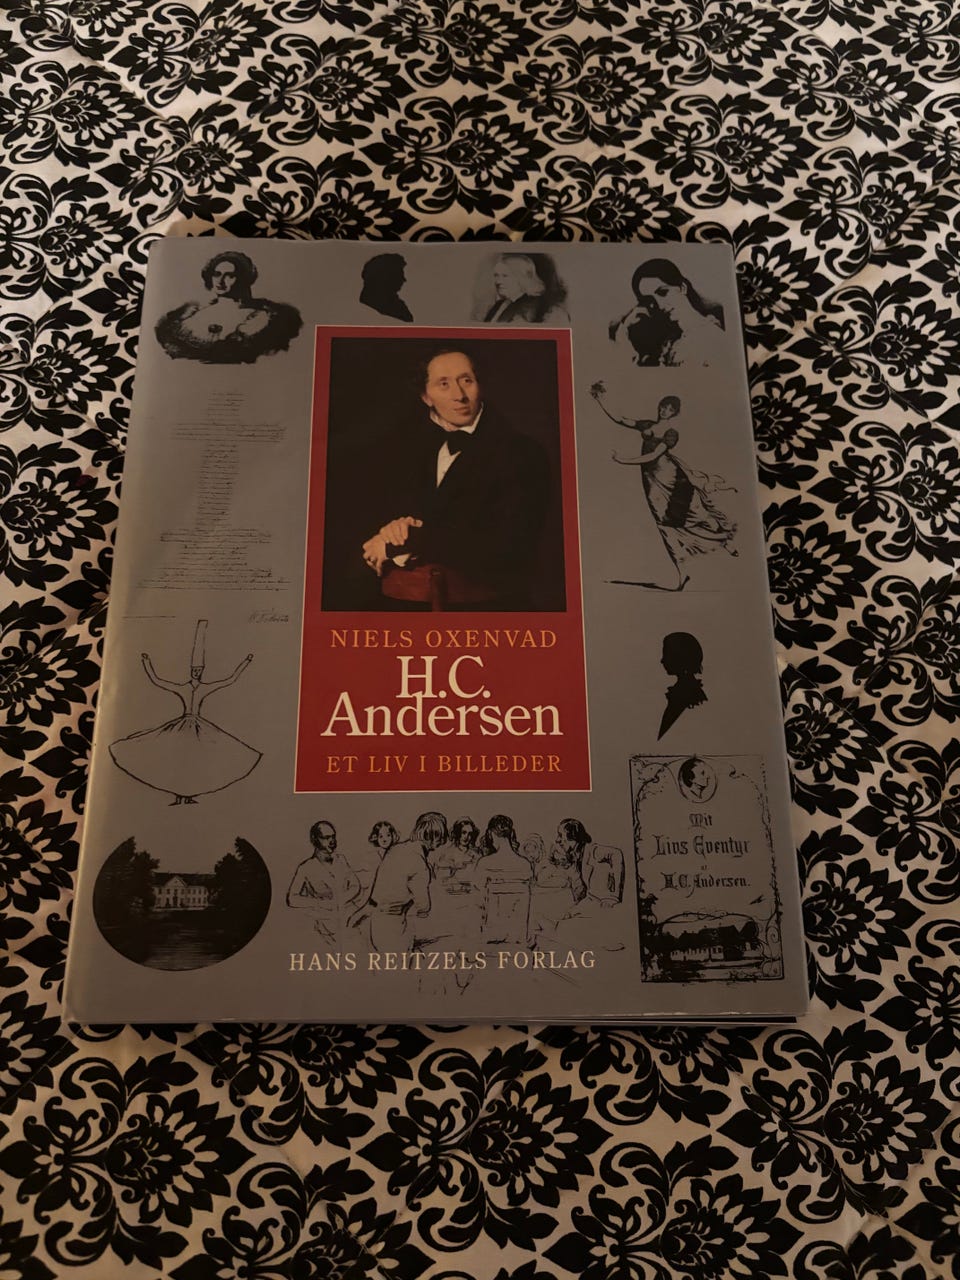 NIELS OXENVAD
H.C.
Andersen
ET LIV I BILLEDER
Mit
Livs Eventyr
af
H.C. Andersen.
HANS REITZELS FORLAG